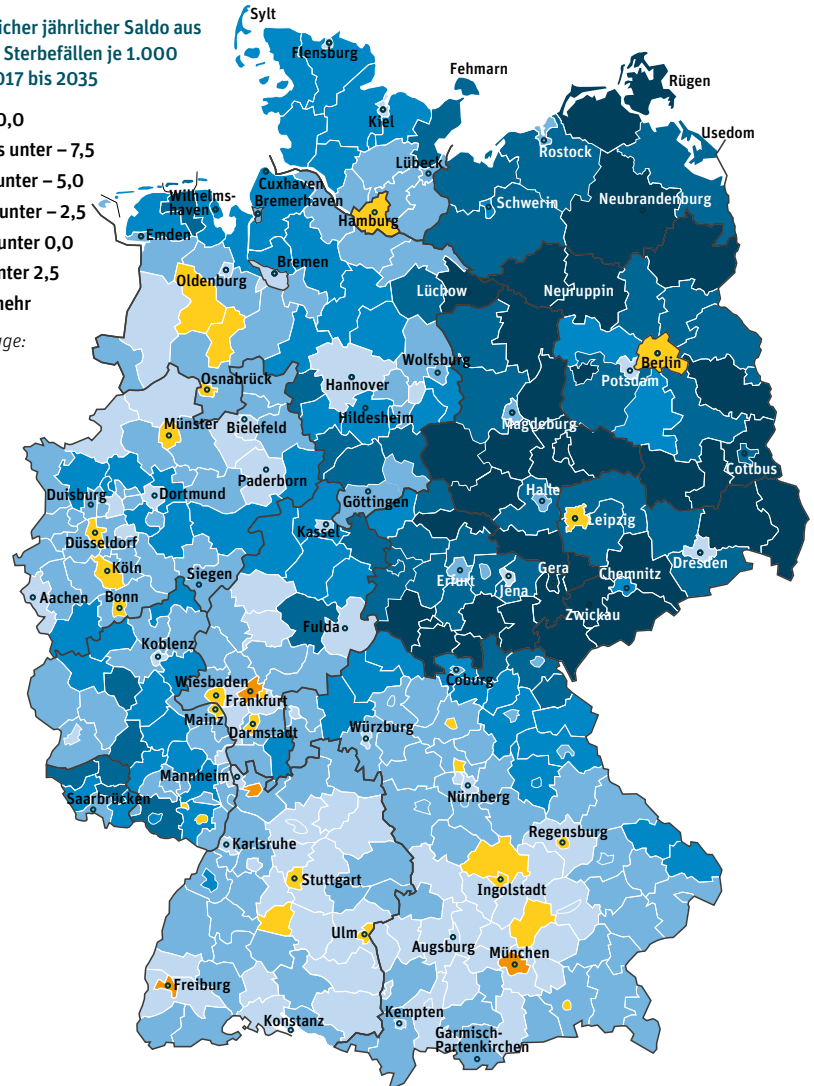 icher jährlicher Saldo aus
Sterbefällen je 1.000
017 bis 2035
0,0
s unter – 7,5
unter – 5,0
unter – 2,5
unter 0,0
nter 2,5
mehr
age:
Sylt
Flensburg
Fehmarn
Rügen
Kiel
Usedom
Rostock
Lübeck
Cuxhaven
Wilhelms-
haven
Bremerhaven
Hamburg
Schwerin
Neubrandenburg
Emden
Bremen
Oldenburg
Lüchow
Neuruppin
Wolfsburg
Berlin
Osnabrück
Hannover
Potsdam
Münster
Bielefeld
Hildesheim
Magdeburg
Paderborn
Cottbus
Duisburg
Dortmund
Göttingen
Halle
Leipzig
Düsseldorf
Kassel
Köln
Siegen
Erfurt
Jena
Gera
Chemnitz
Dresden
Aachen
Bonn
Zwickau
Fulda
Koblenz
Wiesbaden
Frankfurt
Coburg
Mainz
Darmstadt
Würzburg
Mannheim
Nürnberg
Saarbrücken
Regensburg
Karlsruhe
Stuttgart
Ingolstadt
Ulm
Augsburg
München
Freiburg
Konstanz
Kempten
Garmisch-
Partenkirchen